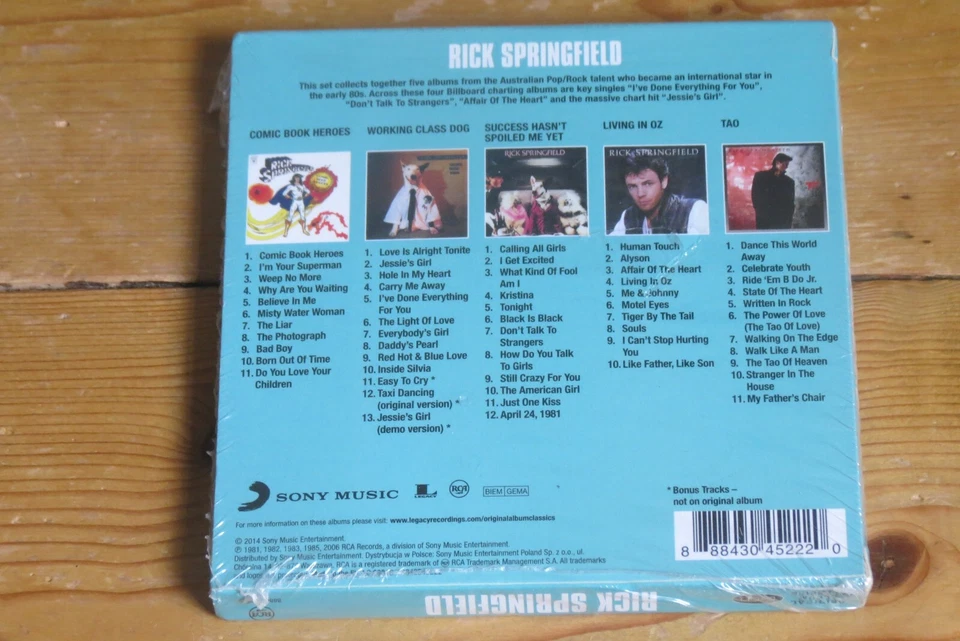 RICK SPRINGFIELD
This set collects together five albums from the Australian Pop/Rock talent who became an international star in
the early 80s. Across these four Billboard charting albums are key singles "I've Done Everything For You",
"Don't Talk To Strangers", "Affair Of The Heart" and the massive chart hit "Jessie's Girl".
COMIC BOOK HEROES
1. Comic Book Heroes
2. I'm Your Superman
3. Weep No More
4. Why Are You Waiting
5. Believe In Me
6. Misty Water Woman
7. The Liar
8. The Photograph
9. Bad Boy
10. Born Out Of Time
11. Do You Love Your
Children
WORKING CLASS DOG
1. Love Is Alright Tonite
2. Jessie's Girl
3. Hole In My Heart
4. Carry Me Away
5. I've Done Everything
For You
6. The Light Of Love
7. Everybody's Girl
8. Daddy's Pearl
9. Red Hot & Blue Love
10. Inside Silvia
11. Easy To Cry *
12. Taxi Dancing
(original version) *
13. Jessie's Girl
(demo version) *
SUCCESS HASN'T
SPOILED ME YET
RICK SPRINGFIELD
1. Calling All Girls
2. I Get Excited
3. What Kind Of Fool
Am I
4. Kristina
5. Tonight
6. Black Is Black
7. Don't Talk To
Strangers
8. How Do You Talk
To Girls
9. Still Crazy For You
10. The American Girl
11. Just One Kiss
12. April 24, 1981
LIVING IN OZ
RICK SPRINGFIELD
1. Human Touch
2. Alyson
3. Affair Of The Heart
4. Living In Oz
5. Me & Johnny
6. Motel Eyes
7. Tiger By The Tail
8. Souls
9. I Can't Stop Hurting
You
10. Like Father, Like Son
TAO
1. Dance This World
Away
2. Celebrate Youth
3. Ride 'Em B Do Jr.
4. State Of The Heart
5. Written In Rock
6. The Power Of Love
(The Tao Of Love)
7. Walking On The Edge
8. Walk Like A Man
9. The Tao Of Heaven
10. Stranger In The
House
11. My Father's Chair
SONY MUSIC
LEGACY
RCA
BIEM GEMA
* Bonus Tracks –
not on original album
For more information on these albums please visit: www.legacyrecordings.com/originalalbumclassics
© 2014 Sony Music Entertainment.
℗ 1981, 1982, 1983, 1985, 2006 RCA Records, a division of Sony Music Entertainment.
Distributed by Sony Music Entertainment. Dystrybucja w Polsce: Sony Music Entertainment Poland Sp. z o.o., ul.
Chłodna 14, Warszawa, RCA is a registered trademark of RCA Trademark Management S.A. All trademarks
and logos
8 88430 45222 0
RICK SPRINGFIELD
RCA